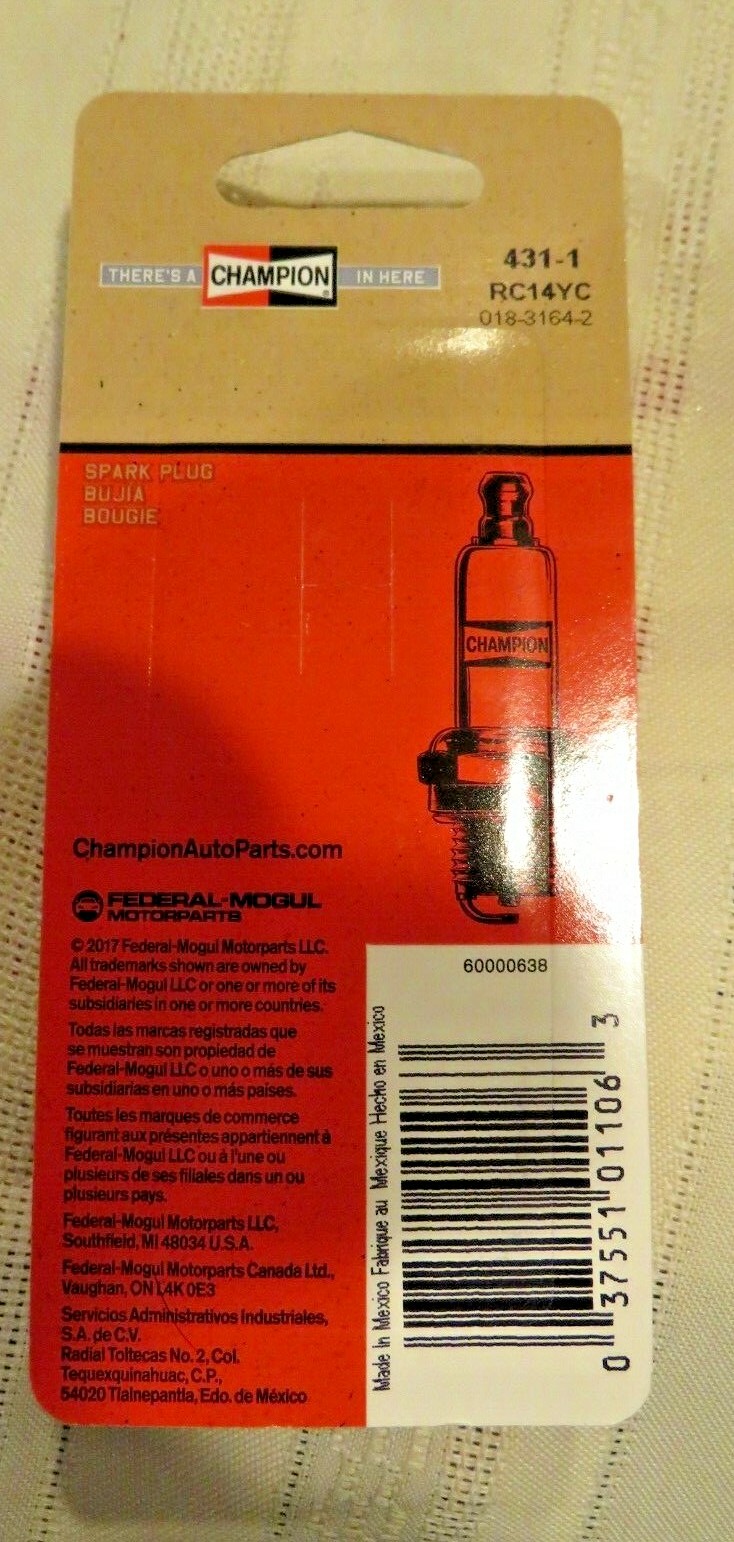 THERE'S A CHAMPION IN HERE
431-1
RC14YC
018-3164-2
SPARK PLUG
BUJÍA
BOUGIE
CHAMPION
ChampionAutoParts.com
FEDERAL-MOGUL
MOTORPARTS
© 2017 Federal-Mogul Motorparts LLC.
All trademarks shown are owned by
Federal-Mogul LLC or one or more of its
subsidiaries in one or more countries.
Todas las marcas registradas que
se muestran son propiedad de
Federal-Mogul LLC o uno o más de sus
subsidiarias en uno o más países.
Toutes les marques de commerce
figurant aux présentes appartiennent à
Federal-Mogul LLC ou à l'une ou
plusieurs de ses filiales dans un ou
plusieurs pays.
Federal-Mogul Motorparts LLC,
Southfield, MI 48034 U.S.A.
Federal-Mogul Motorparts Canada Ltd.,
Vaughan, ON L4K 0E3
Servicios Administrativos Industriales,
S.A. de C.V.
Radial Toltecas No. 2, Col.
Tequexquinahuac, C.P.,
54020 Tlalnepantla, Edo. de México
60000638
Made in Mexico Fabriqué au Mexique Hecho en México
0 37551 01106 3